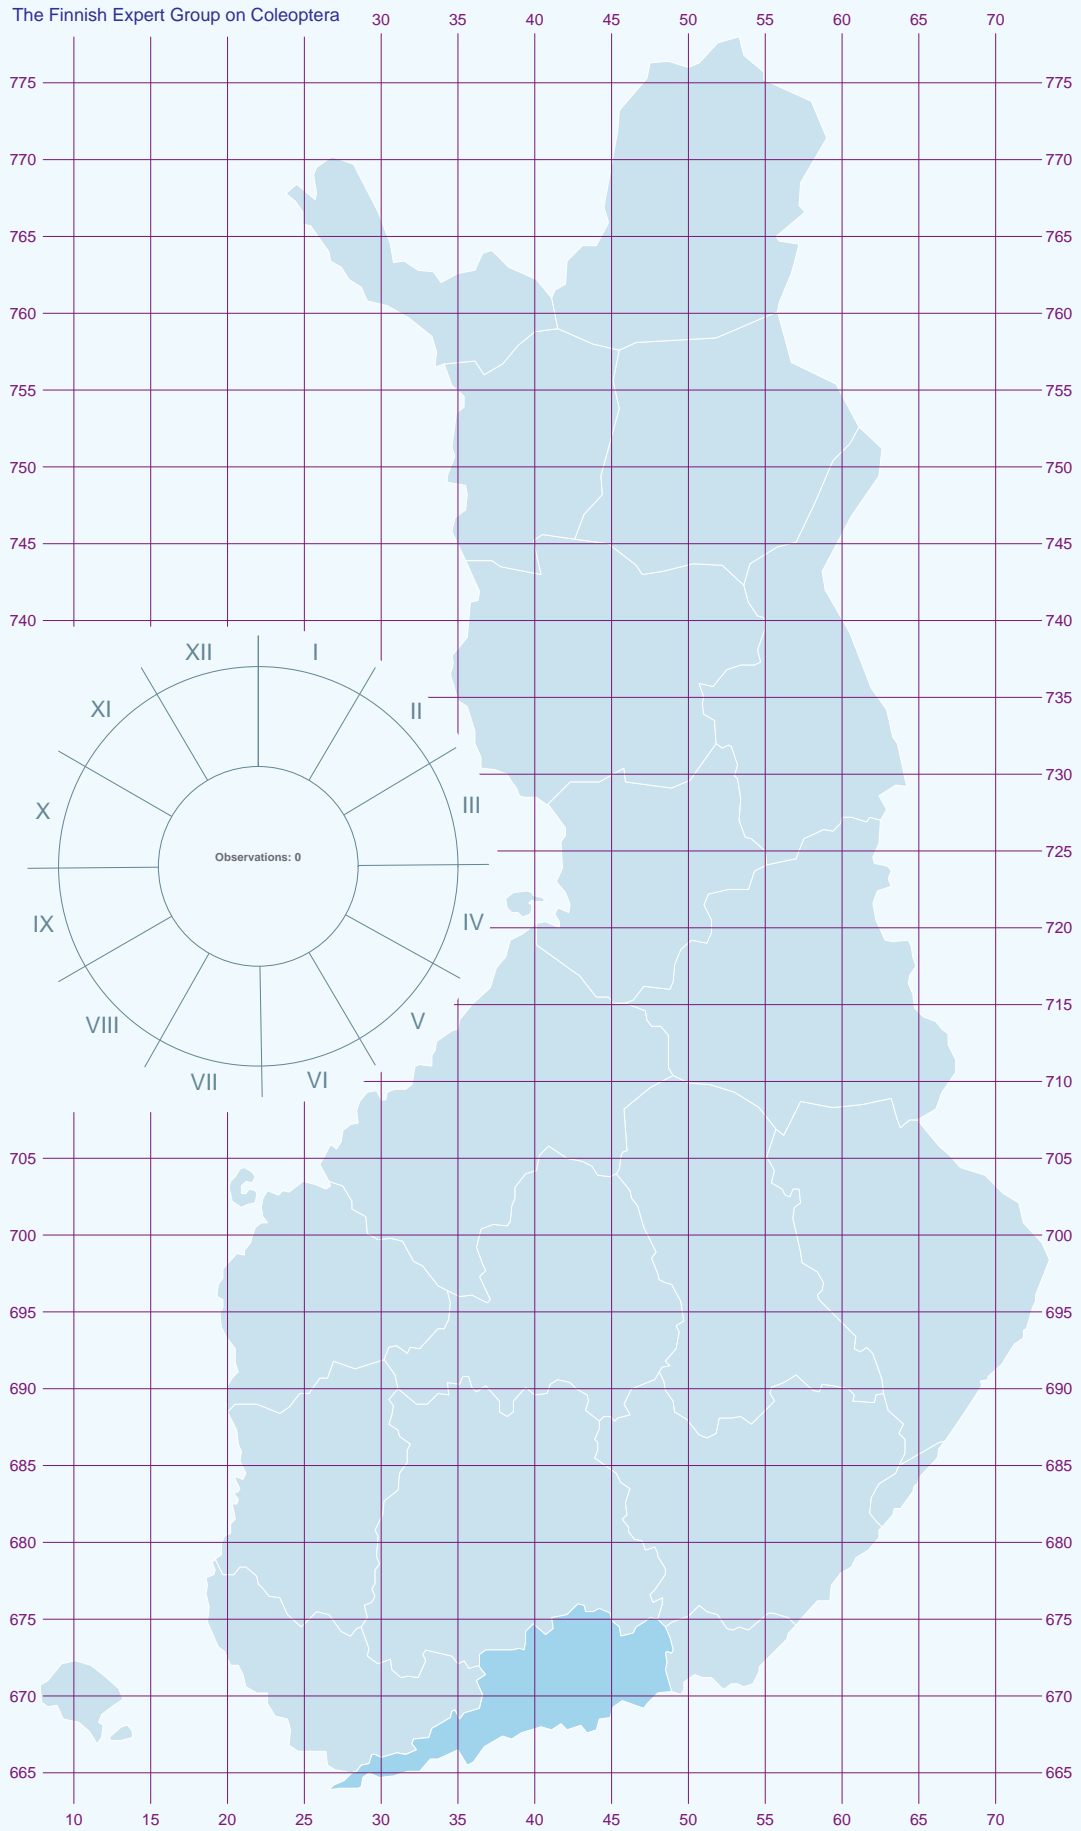 The Finnish Expert Group on Coleoptera
30 35 40 45 50 55 60 65 70
775 775
770 770
765 765
760 760
755 755
750 750
745 745
740 740
XII I
XI II
735
730
X III
725
Observations: 0
IX IV
720
715
VIII V
VII VI
710
705 705
700 700
695 695
690 690
685 685
680 680
675 675
670 670
665 665
10 15 20 25 30 35 40 45 50 55 60 65 70